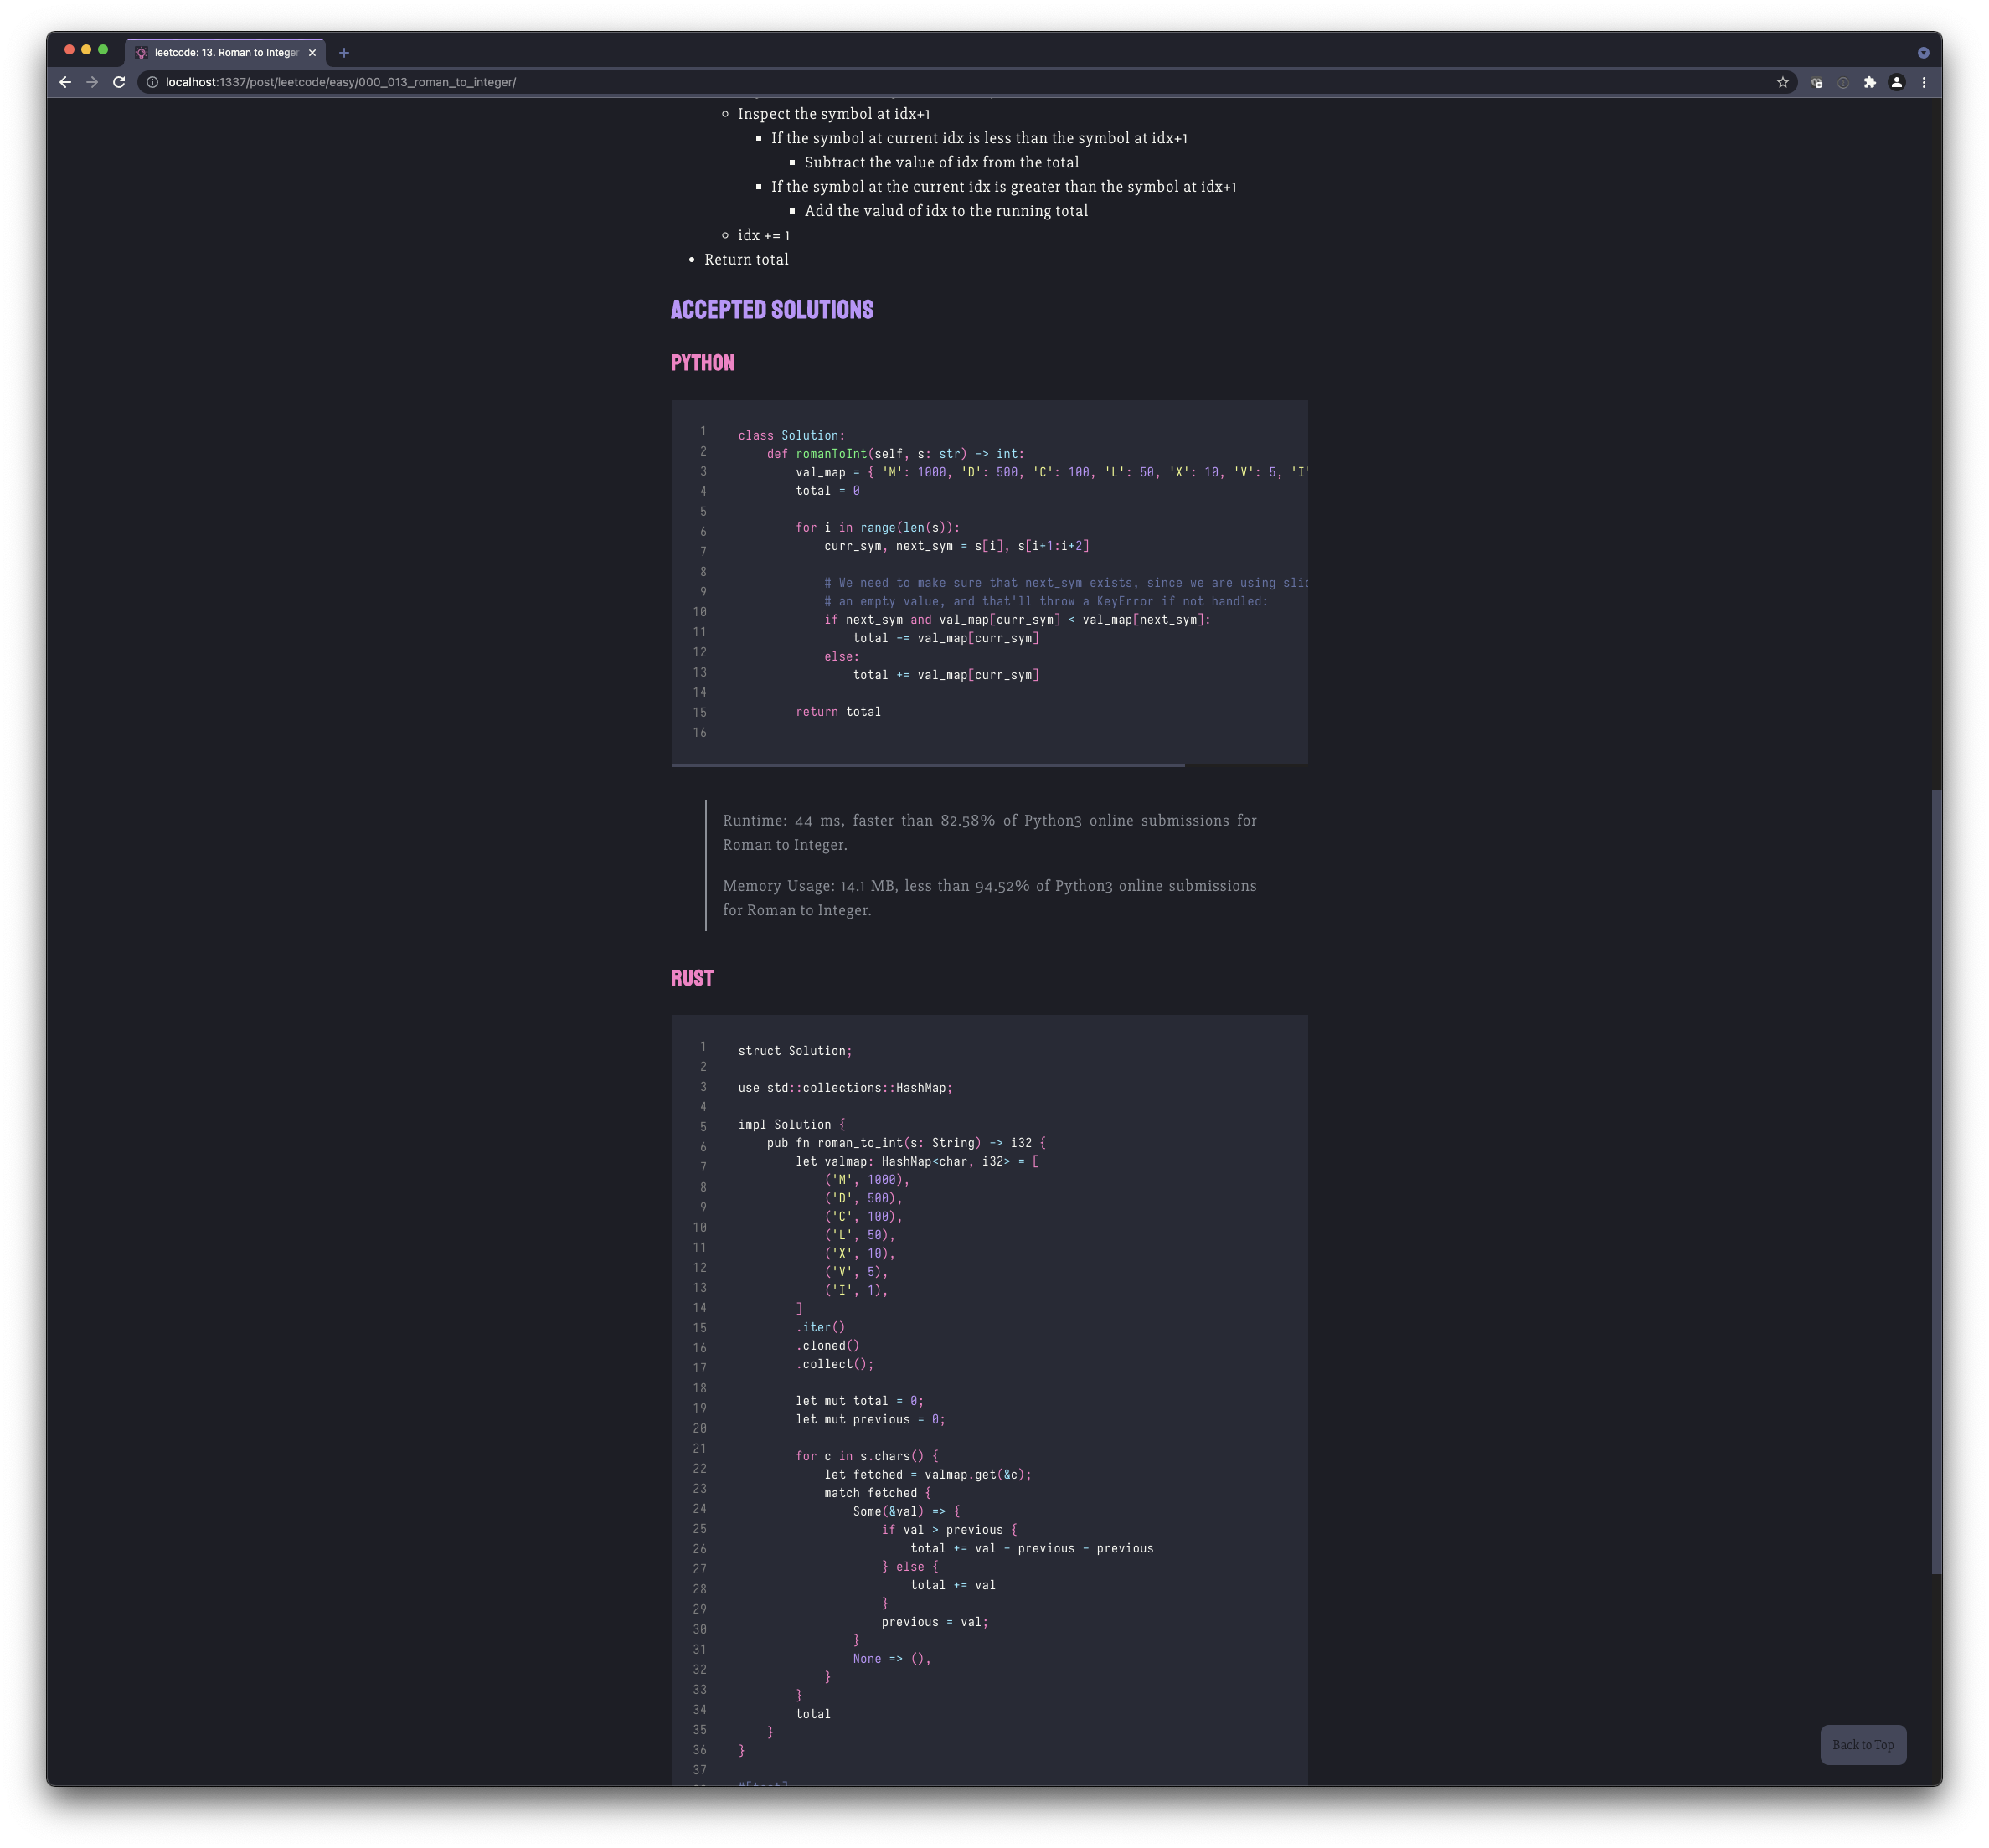 leetcode: 13. Roman to Integer
localhost:1337/post/leetcode/easy/000_013_roman_to_integer/
Inspect the symbol at idx+1
If the symbol at current idx is less than the symbol at idx+1
Subtract the value of idx from the total
If the symbol at the current idx is greater than the symbol at idx+1
Add the valud of idx to the running total
idx += 1
Return total
ACCEPTED SOLUTIONS
PYTHON
1 class Solution:
2 def romanToInt(self, s: str) -> int:
3 val_map = { 'M': 1000, 'D': 500, 'C': 100, 'L': 50, 'X': 10, 'V': 5, 'I'
4 total = 0
5
6 for i in range(len(s)):
7 curr_sym, next_sym = s[i], s[i+1:i+2]
8
9 # We need to make sure that next_sym exists, since we are using slic
10 # an empty value, and that'll throw a KeyError if not handled:
11 if next_sym and val_map[curr_sym] < val_map[next_sym]:
12 total -= val_map[curr_sym]
13 else:
14 total += val_map[curr_sym]
15
16 return total
Runtime: 44 ms, faster than 82.58% of Python3 online submissions for
Roman to Integer.
Memory Usage: 14.1 MB, less than 94.52% of Python3 online submissions
for Roman to Integer.
RUST
1 struct Solution;
2
3 use std::collections::HashMap;
4
5 impl Solution {
6 pub fn roman_to_int(s: String) -> i32 {
7 let valmap: HashMap<char, i32> = [
8 ('M', 1000),
9 ('D', 500),
10 ('C', 100),
11 ('L', 50),
12 ('X', 10),
13 ('V', 5),
14 ('I', 1),
15 ]
16 .iter()
17 .cloned()
18 .collect();
19
20 let mut total = 0;
21 let mut previous = 0;
22
23 for c in s.chars() {
24 let fetched = valmap.get(&c);
25 match fetched {
26 Some(&val) => {
27 if val > previous {
28 total += val - previous - previous
29 } else {
30 total += val
31 }
32 previous = val;
33 }
34 None => (),
35 }
36 }
37 total
}
}
Back to Top